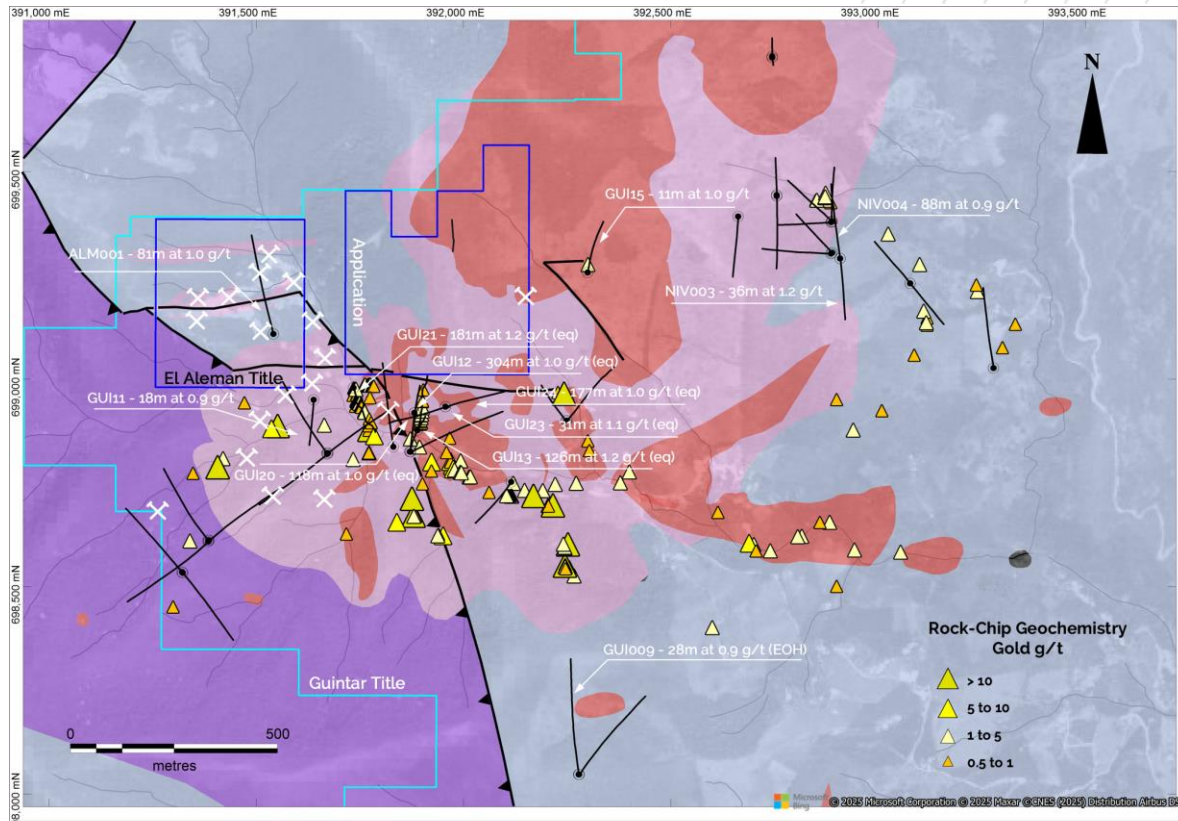 391,000 mE
391,500 mE
392,000 mE
392,500 mE
393,000 mE
393,500 mE
N
699,500 mN
GUI15 - 11m at 1.0 g/t
NIV004 - 88m at 0.9 g/t
ALM001 - 81m at 1.0 g/t
Application
NIV003 - 36m at 1.2 g/t
GUI21 - 181m at 1.2 g/t (eq)
GUI12 - 304m at 1.0 g/t (eq)
699,000 mN
El Aleman Title
GUI24 - 177m at 1.0 g/t (eq)
GUI11 - 18m at 0.9 g/t
GUI23 - 31m at 1.1 g/t (eq)
GUI13 - 126m at 1.2 g/t (eq)
GUI20 - 118m at 1.0 g/t (eq)
698,500 mN
Rock-Chip Geochemistry
Gold g/t
GUI009 - 28m at 0.9 g/t (EOH)
Guintar Title
> 10
5 to 10
1 to 5
0.5 to 1
0
500
metres
8,000 mN
Microsoft
Bing
© 2025 Microsoft Corporation © 2025 Maxar ©CNES (2025) Distribution Airbus D